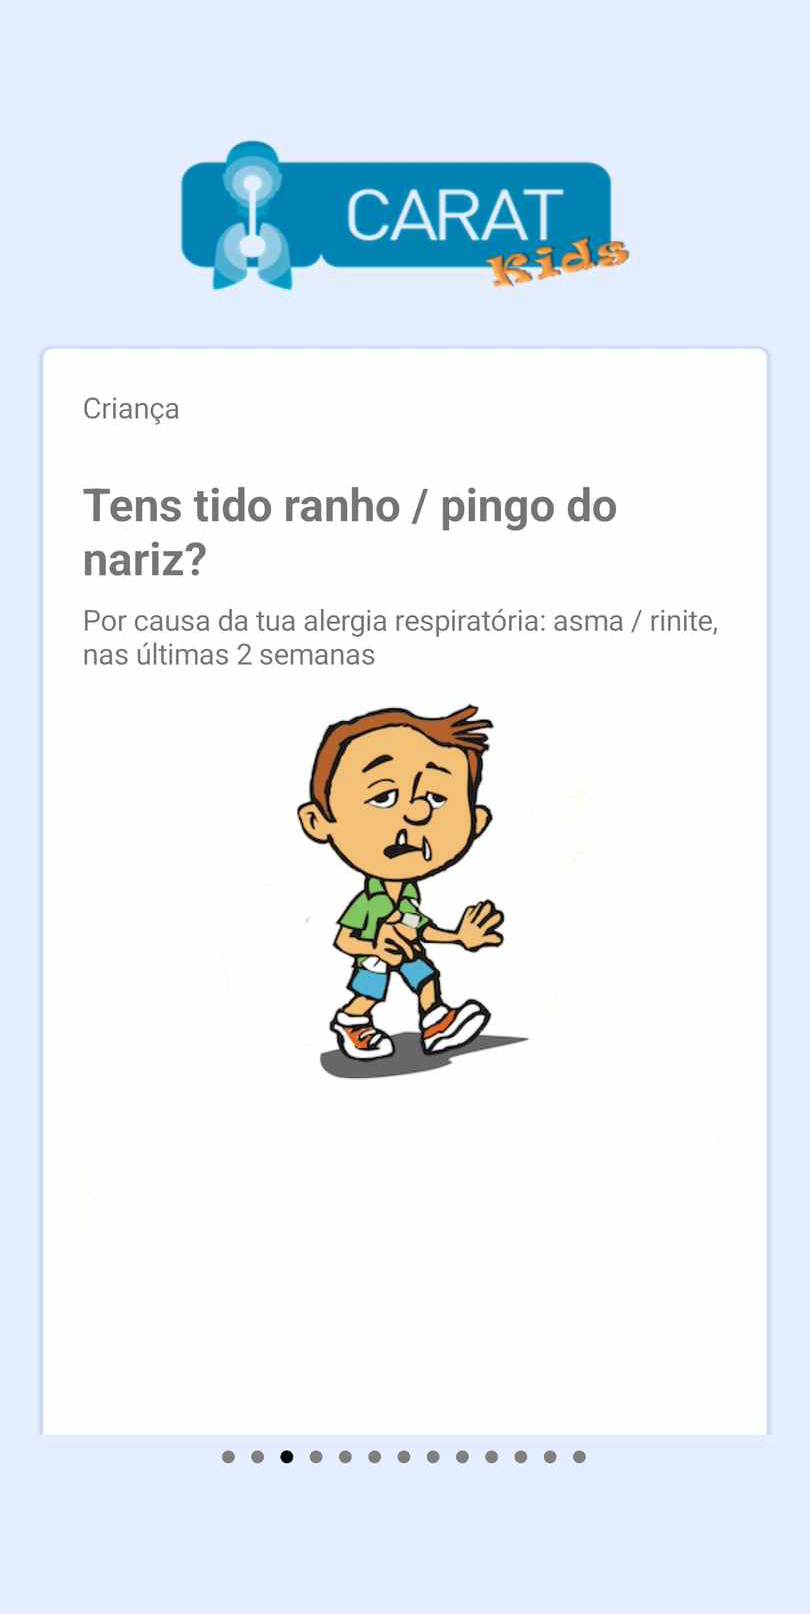 CARAT
Kids
Criança
Tens tido ranho / pingo do
nariz?
Por causa da tua alergia respiratória: asma / rinite,
nas últimas 2 semanas